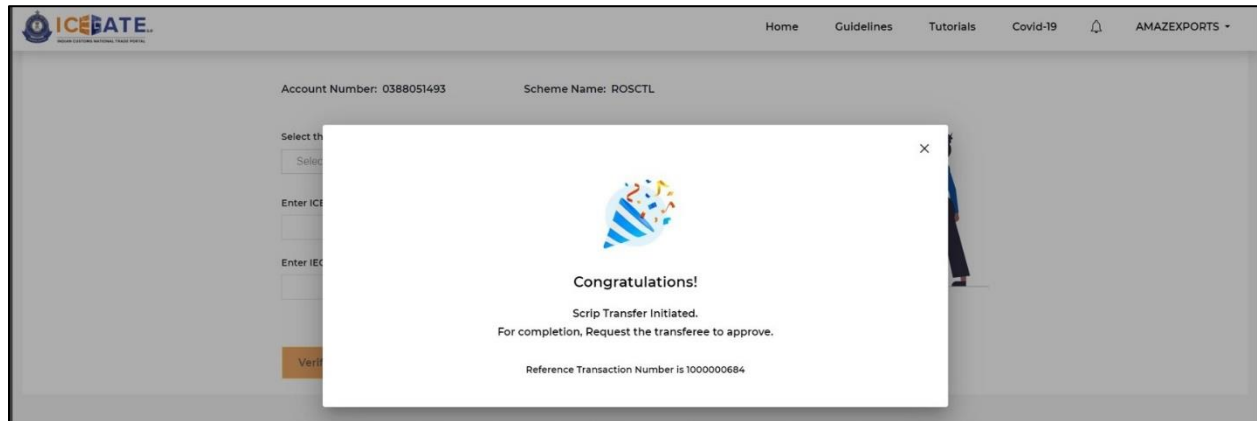 ICEGATE
INDIAN CUSTOMS NATIONAL TRADE PORTAL
Home Guidelines Tutorials Covid-19 AMAZEXPORTS
Account Number: 0388051493 Scheme Name: ROSCTL
Select th
Selec
Enter ICE
Enter IEC
Verif
Congratulations!
Scrip Transfer Initiated.
For completion, Request the transferee to approve.
Reference Transaction Number is 1000000684